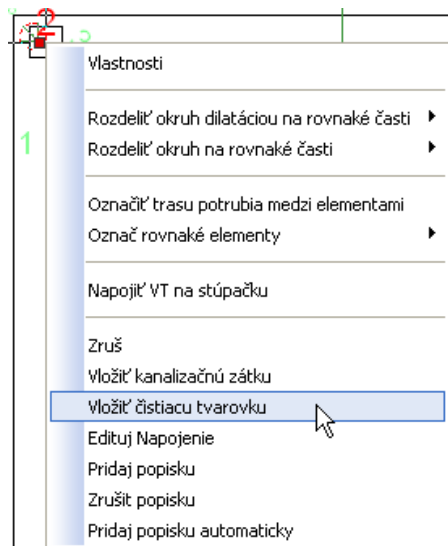 Vlastnosti
Rozdeliť okruh dilatáciou na rovnaké časti
Rozdeliť okruh na rovnaké časti
1
Označiť trasu potrubia medzi elementami
Označ rovnaké elementy
Napojiť VT na stúpačku
Zruš
Vložiť kanalizačnú zátku
Vložiť čistiacu tvarovku
Edituj Napojenie
Pridaj popisku
Zrušit popisku
Pridaj popisku automaticky